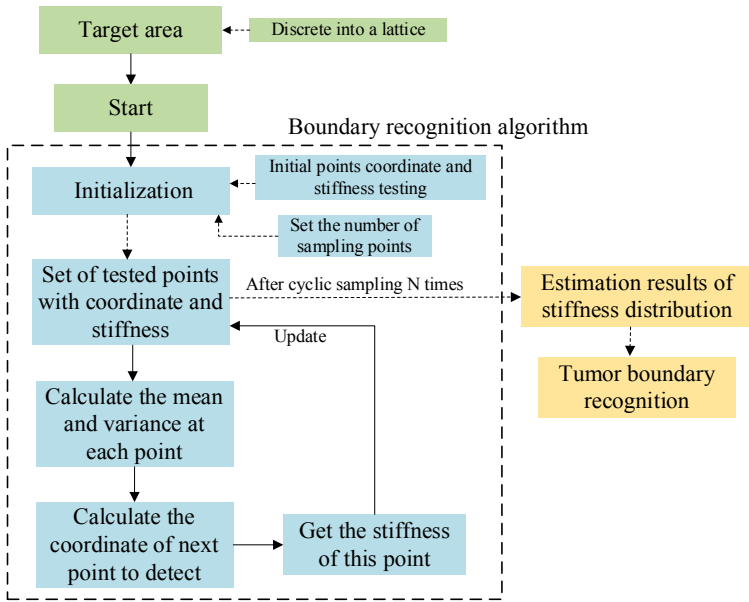 Target area
Discrete into a lattice
Start
Boundary recognition algorithm
Initialization
Initial points coordinate and
stiffness testing
Set the number of
sampling points
Set of tested points
with coordinate and
stiffness
After cyclic sampling N times
Estimation results of
stiffness distribution
Update
Tumor boundary
recognition
Calculate the mean
and variance at
each point
Calculate the
coordinate of next
point to detect
Get the stiffness
of this point